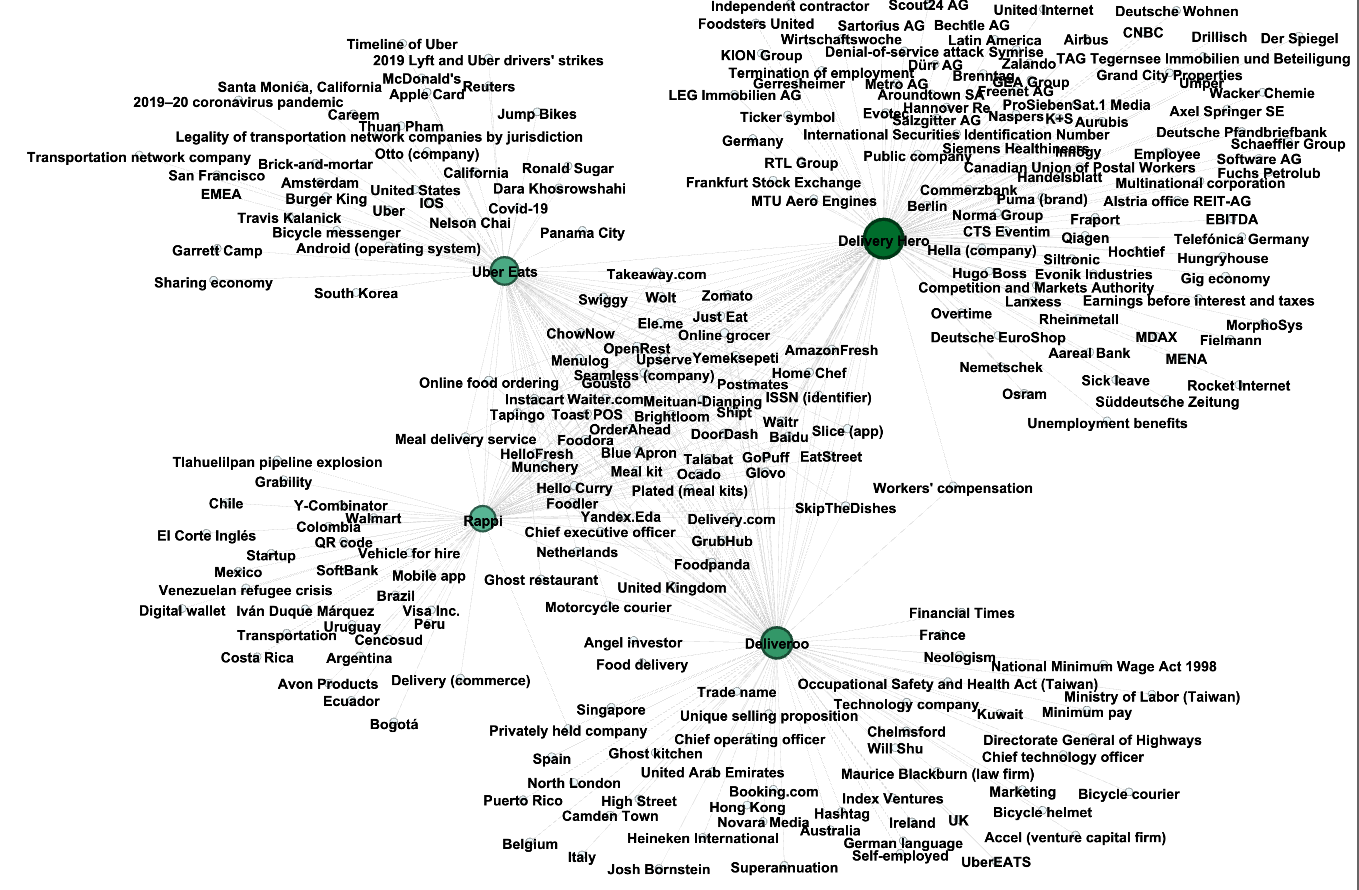 Independent contractor
Scout24 AG
United Internet
Deutsche Wohnen
Foodsters United
Sartorius AG
Bechtle AG
CNBC
Drillisch
Der Spiegel
Wirtschaftswoche
Latin America
Airbus
Timeline of Uber
KION Group
Denial-of-service attack
Symrise
TAG Tegernsee Immobilien und Beteiligung
2019 Lyft and Uber drivers' strikes
Dürr AG
Zalando
Termination of employment
Brenntag
Grand City Properties
McDonald's
Reuters
Gerresheimer
Metro AG
GEA Group
Uniper
Santa Monica, California
Apple Card
LEG Immobilien AG
Aroundtown SA
Freenet AG
Wacker Chemie
2019–20 coronavirus pandemic
Hannover Re
ProSiebenSat.1 Media
Careem
Jump Bikes
Ticker symbol
Evotec
Salzgitter AG
Naspers
K+S
Aurubis
Axel Springer SE
Thuan Pham
Legality of transportation network companies by jurisdiction
Germany
International Securities Identification Number
Deutsche Pfandbriefbank
Schaeffler Group
Otto (company)
Siemens Healthineers
Innogy
Transportation network company
Brick-and-mortar
Public company
Employee
Software AG
RTL Group
Canadian Union of Postal Workers
San Francisco
California
Ronald Sugar
Handelsblatt
Fuchs Petrolub
Amsterdam
United States
Dara Khosrowshahi
Frankfurt Stock Exchange
Multinational corporation
EMEA
Burger King
IOS
Commerzbank
MTU Aero Engines
Berlin
Puma (brand)
Alstria office REIT-AG
Uber
Covid-19
Travis Kalanick
Norma Group
Fraport
EBITDA
Nelson Chai
Bicycle messenger
Panama City
CTS Eventim
Qiagen
Telefónica Germany
Garrett Camp
Android (operating system)
Delivery Hero
Hella (company)
Hochtief
Hungryhouse
Siltronic
Uber Eats
Takeaway.com
Hugo Boss
Evonik Industries
Gig economy
Sharing economy
South Korea
Competition and Markets Authority
Swiggy
Wolt
Zomato
Lanxess
Earnings before interest and taxes
Just Eat
Overtime
Rheinmetall
Ele.me
Online grocer
MorphoSys
ChowNow
Deutsche EuroShop
MDAX
Fielmann
OpenRest
AmazonFresh
Aareal Bank
Menulog
Upserve
Yemeksepeti
MENA
Nemetschek
Seamless (company)
Home Chef
Online food ordering
Gousto
Postmates
Sick leave
Rocket Internet
Instacart
Waiter.com
Meituan-Dianping
ISSN (identifier)
Osram
Süddeutsche Zeitung
Tapingo
Toast POS
Brightloom
Shipt
Waitr
Unemployment benefits
OrderAhead
DoorDash
Baidu
Slice (app)
Meal delivery service
Foodora
HelloFresh
Blue Apron
Talabat
GoPuff
EatStreet
Tlahuelilpan pipeline explosion
Munchery
Meal kit
Ocado
Glovo
Grability
Hello Curry
Plated (meal kits)
Workers' compensation
Chile
Y-Combinator
Foodler
SkipTheDishes
Walmart
Rappi
Yandex.Eda
Delivery.com
Colombia
El Corte Inglés
QR code
Chief executive officer
GrubHub
Startup
Vehicle for hire
Netherlands
Foodpanda
Mexico
SoftBank
Mobile app
Ghost restaurant
Venezuelan refugee crisis
Brazil
United Kingdom
Digital wallet
Iván Duque Márquez
Visa Inc.
Motorcycle courier
Financial Times
Uruguay
Peru
Transportation
Cencosud
Angel investor
Deliveroo
France
Costa Rica
Argentina
Food delivery
Neologism
National Minimum Wage Act 1998
Avon Products
Delivery (commerce)
Trade name
Occupational Safety and Health Act (Taiwan)
Ecuador
Technology company
Ministry of Labor (Taiwan)
Singapore
Unique selling proposition
Kuwait
Minimum pay
Bogotá
Privately held company
Chief operating officer
Chelmsford
Directorate General of Highways
Spain
Ghost kitchen
Will Shu
Chief technology officer
United Arab Emirates
Maurice Blackburn (law firm)
North London
Booking.com
Marketing
Bicycle courier
Puerto Rico
High Street
Hong Kong
Index Ventures
Camden Town
Hashtag
Bicycle helmet
Novara Media
Ireland
UK
Belgium
Heineken International
Australia
Accel (venture capital firm)
German language
Italy
Self-employed
UberEATS
Josh Bornstein
Superannuation